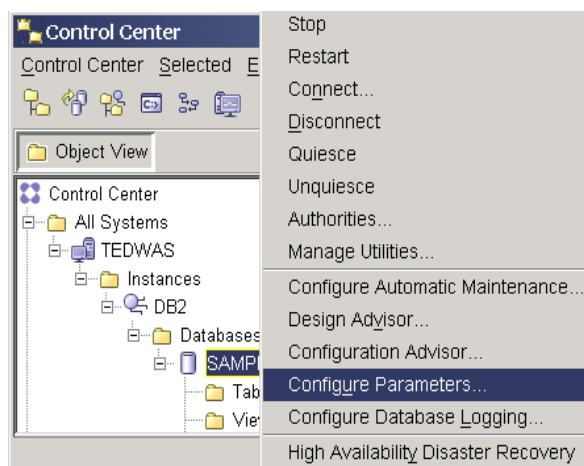 Control Center
Control Center Selected E
Object View
Control Center
All Systems
TEDWAS
Instances
DB2
Databases
SAMP
Tab
Vie
Stop
Restart
Connect...
Disconnect
Quiesce
Unquiesce
Authorities...
Manage Utilities...
Configure Automatic Maintenance...
Design Advisor...
Configuration Advisor...
Configure Parameters...
Configure Database Logging...
High Availability Disaster Recovery